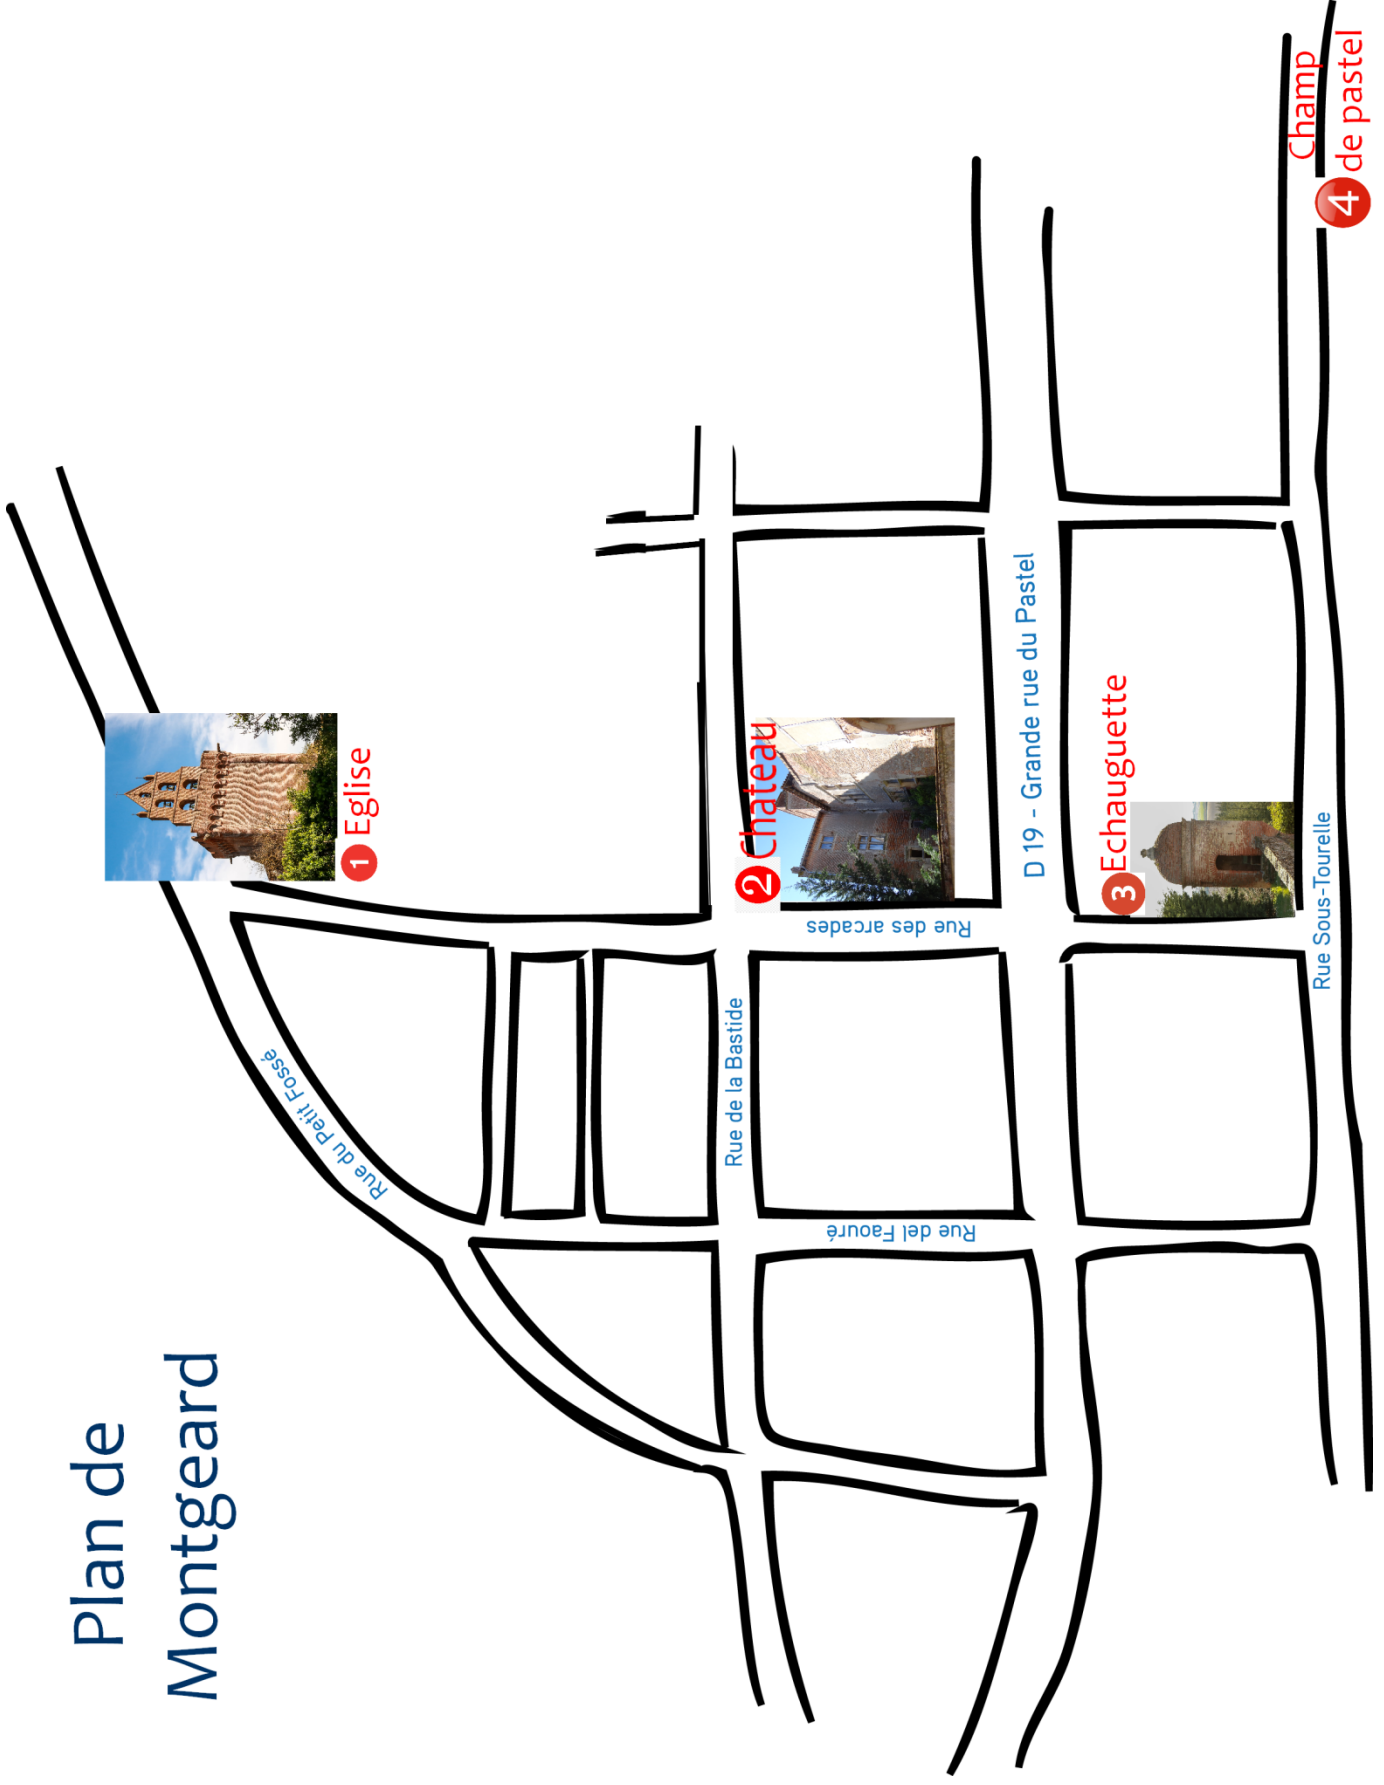 Plan de
Montgeard
1 Eglise
Rue du Petit Fossé
Rue de la Bastide
2 Chateau
Rue des arcades
Rue del Faouré
D 19 - Grande rue du Pastel
3 Echauguette
Rue Sous-Tourelle
Champ
4 de pastel